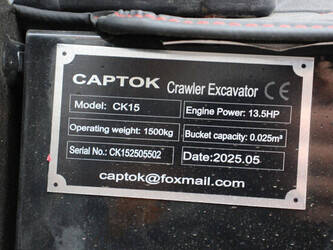 CAPTOK Crawler Excavator CE
Model: CK15
Engine Power: 13.5HP
Operating weight: 1500kg
Bucket capacity: 0.025m³
Serial No.: CK152505502
Date:2025.05
captok@foxmail.com